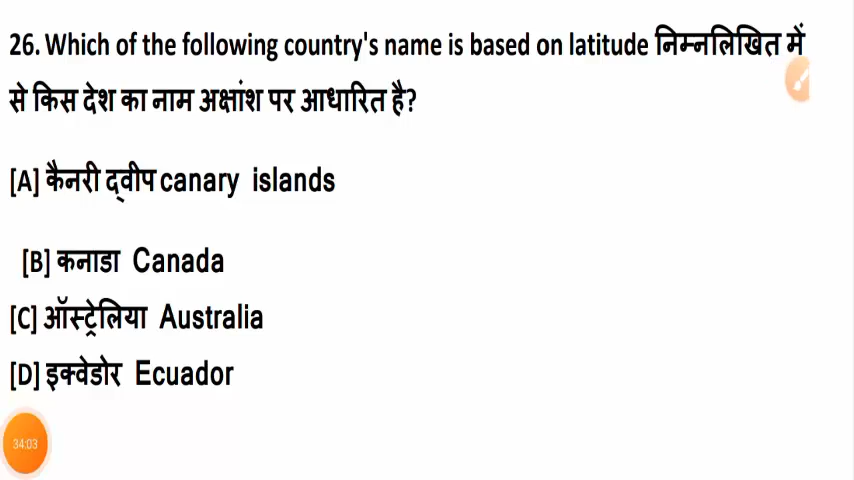 26. Which of the following country's name is based on latitude निम्नलिखित में
से किस देश का नाम अक्षांश पर आधारित है?
[A] कैनरी द्वीप canary islands
[B] कनाडा Canada
[C] ऑस्ट्रेलिया Australia
[D] इक्वेडोर Ecuador
34:03